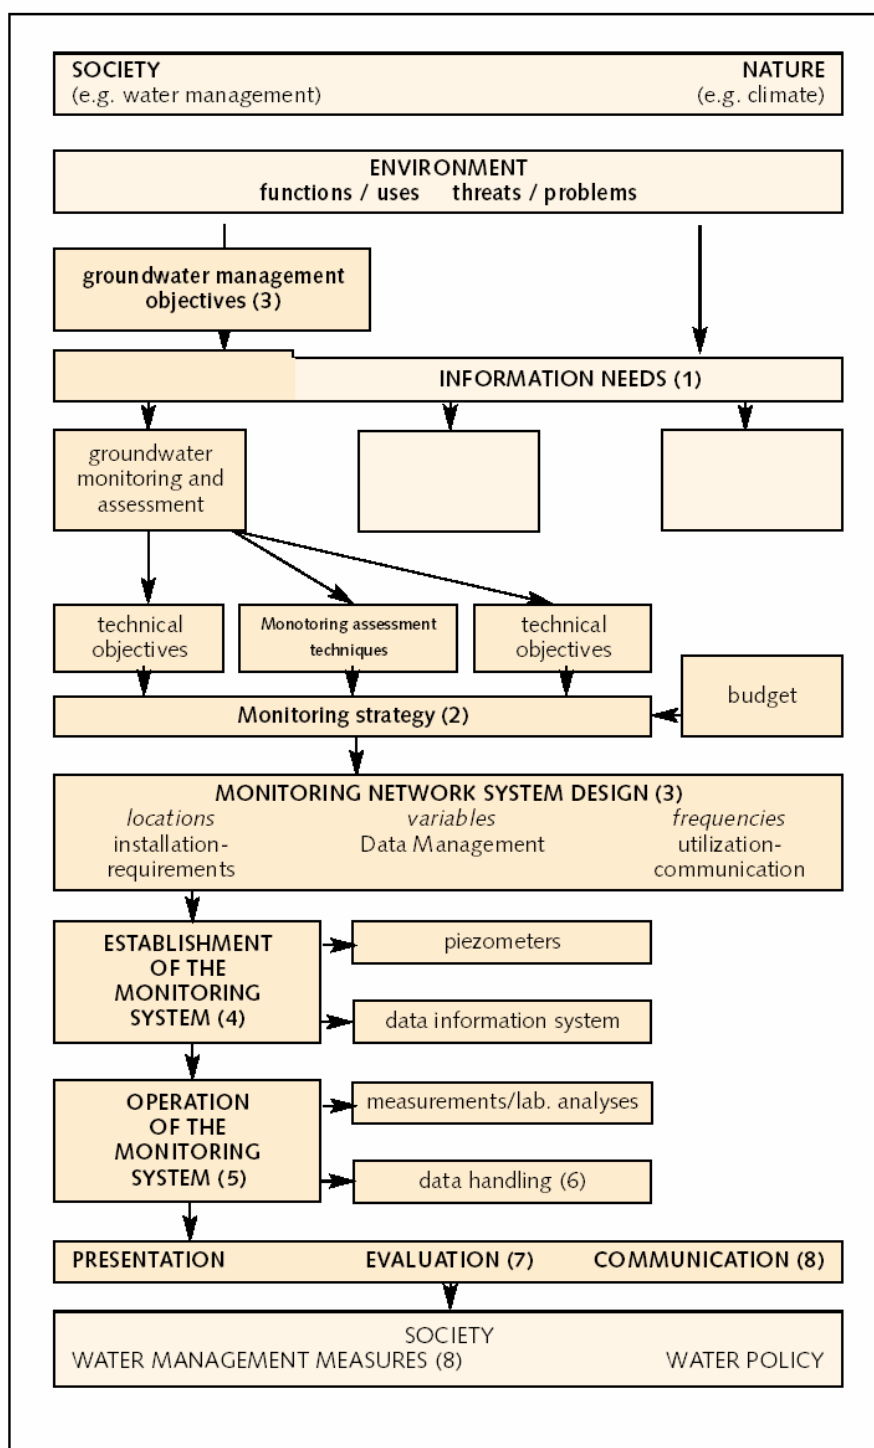 SOCIETY NATURE
(e.g. water management) (e.g. climate)
ENVIRONMENT
functions / uses threats / problems
groundwater management
objectives (3)
INFORMATION NEEDS (1)
groundwater
monitoring and
assessment
technical
objectives
Monotoring assessment
techniques
technical
objectives
budget
Monitoring strategy (2)
MONITORING NETWORK SYSTEM DESIGN (3)
locations variables frequencies
installation- Data Management utilization-
requirements communication
ESTABLISHMENT
OF THE
MONITORING
SYSTEM (4)
piezometers
data information system
OPERATION
OF THE
MONITORING
SYSTEM (5)
measurements/lab. analyses
data handling (6)
PRESENTATION EVALUATION (7) COMMUNICATION (8)
SOCIETY
WATER MANAGEMENT MEASURES (8) WATER POLICY